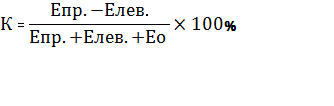 К = (Епр. −Елев.) / (Епр. +Елев. +Ео) × 100%